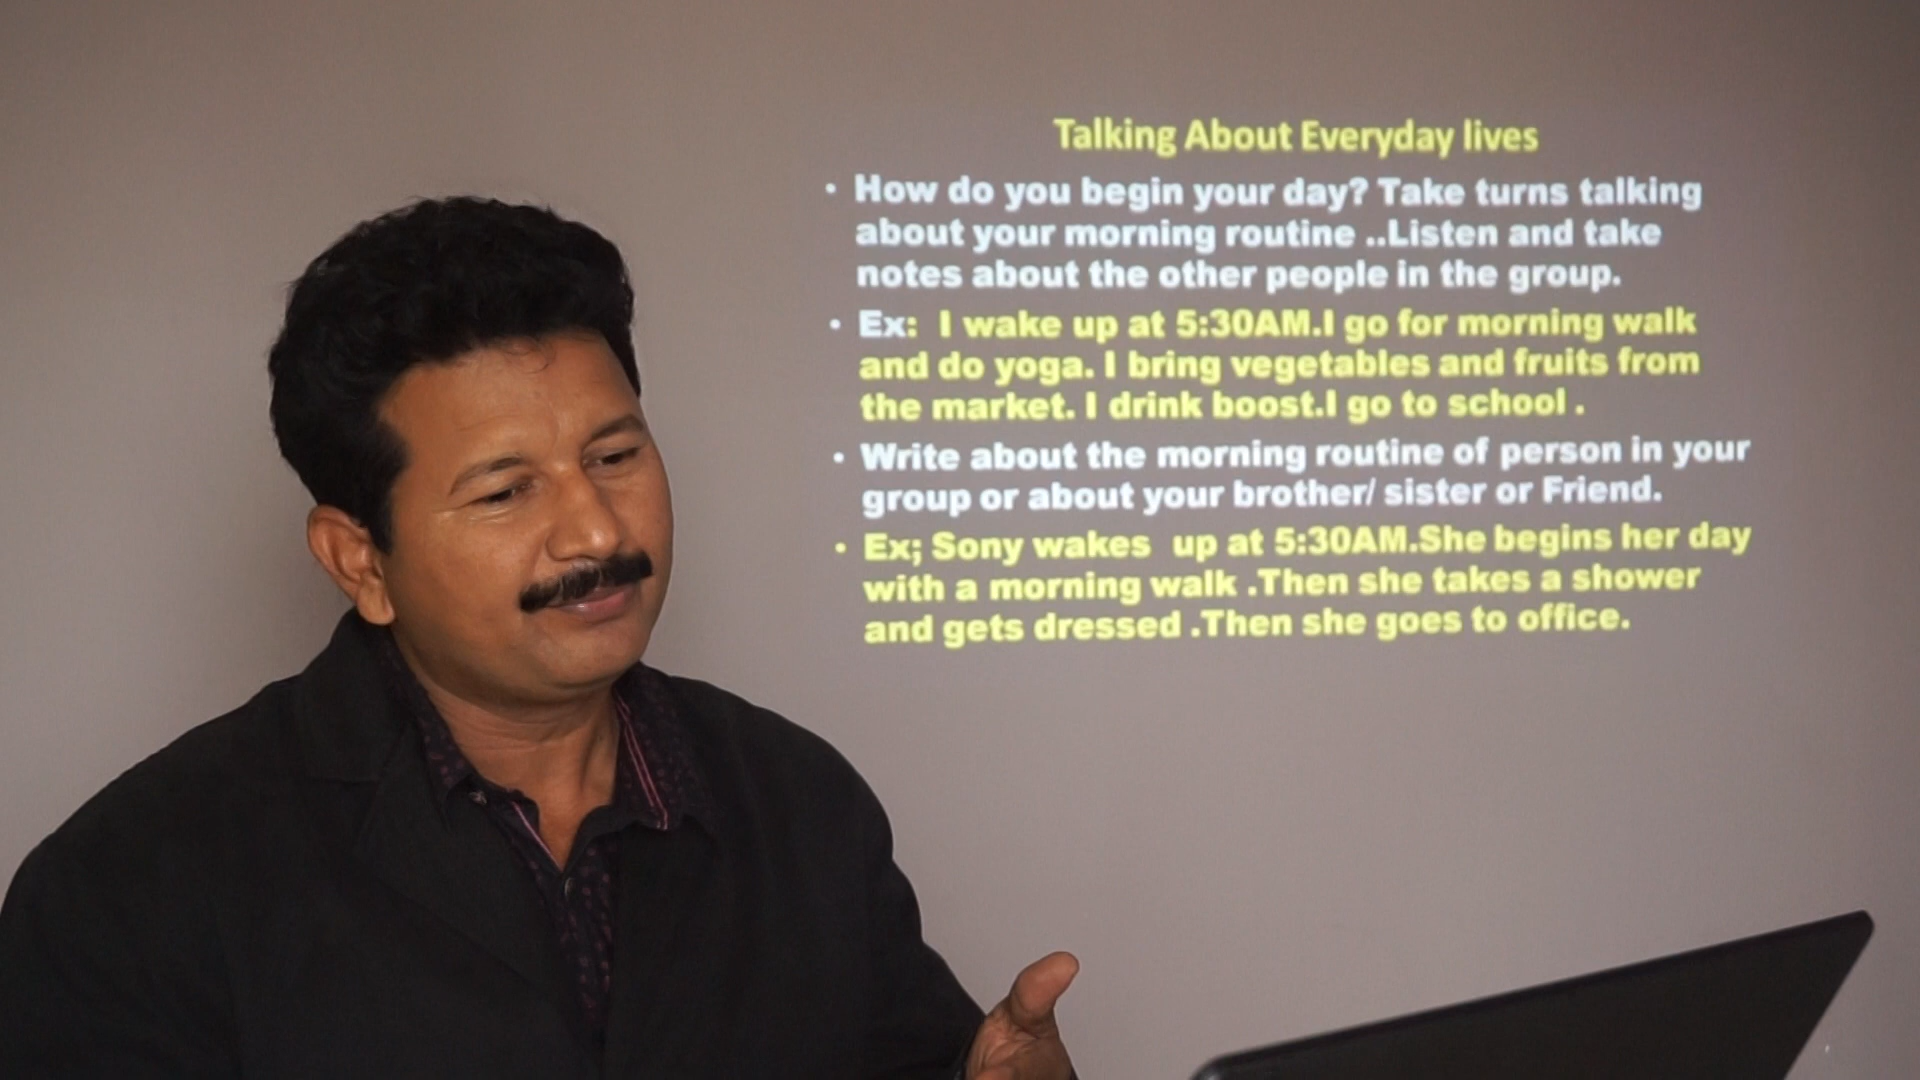 Talking About Everyday lives
• How do you begin your day? Take turns talking
about your morning routine ..Listen and take
notes about the other people in the group.
• Ex:  I wake up at 5:30AM.I go for morning walk
and do yoga. I bring vegetables and fruits from
the market. I drink boost.I go to school .
• Write about the morning routine of person in your
group or about your brother/ sister or Friend.
• Ex; Sony wakes  up at 5:30AM.She begins her day
with a morning walk .Then she takes a shower
and gets dressed .Then she goes to office.